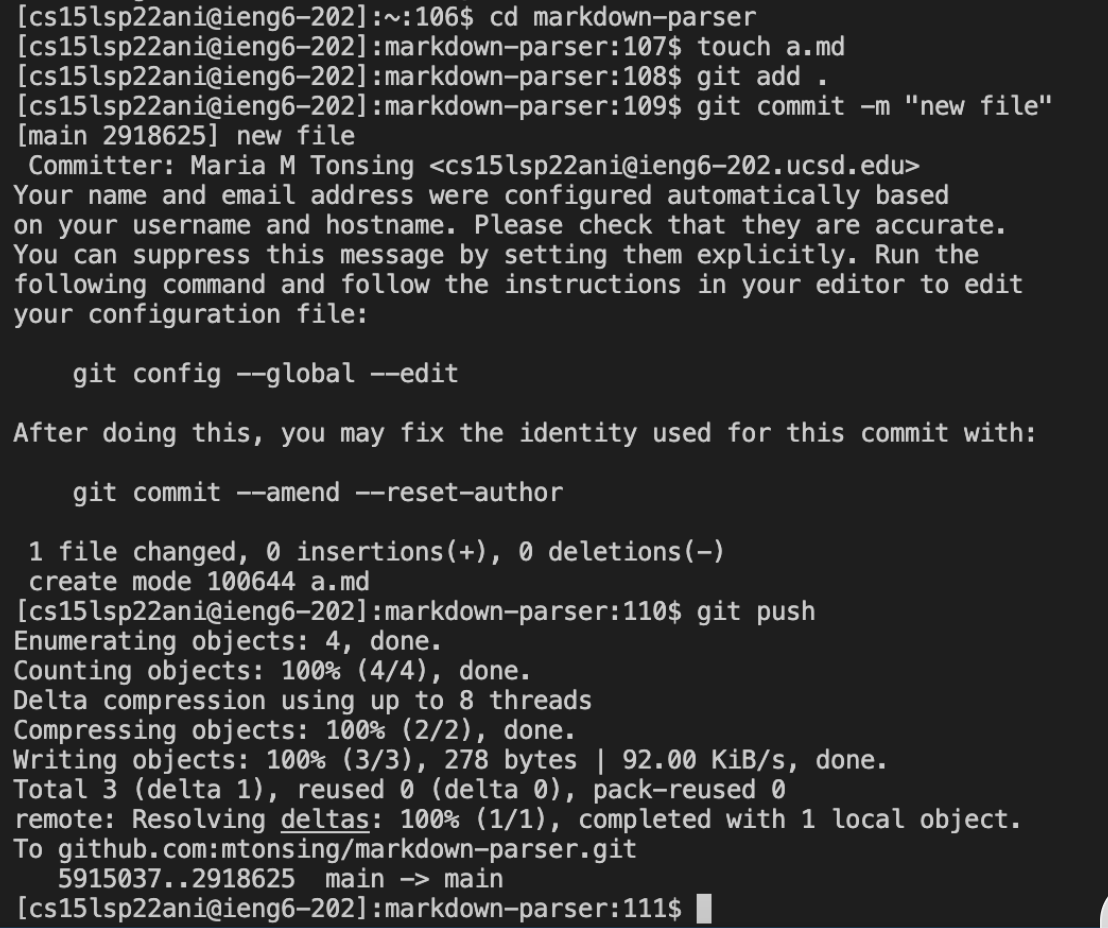 [cs15lsp22ani@ieng6-202]:~:106$ cd markdown-parser
[cs15lsp22ani@ieng6-202]:markdown-parser:107$ touch a.md
[cs15lsp22ani@ieng6-202]:markdown-parser:108$ git add .
[cs15lsp22ani@ieng6-202]:markdown-parser:109$ git commit -m "new file"
[main 2918625] new file
 Committer: Maria M Tonsing <cs15lsp22ani@ieng6-202.ucsd.edu>
Your name and email address were configured automatically based
on your username and hostname. Please check that they are accurate.
You can suppress this message by setting them explicitly. Run the
following command and follow the instructions in your editor to edit
your configuration file:

    git config --global --edit

After doing this, you may fix the identity used for this commit with:

    git commit --amend --reset-author

 1 file changed, 0 insertions(+), 0 deletions(-)
 create mode 100644 a.md
[cs15lsp22ani@ieng6-202]:markdown-parser:110$ git push
Enumerating objects: 4, done.
Counting objects: 100% (4/4), done.
Delta compression using up to 8 threads
Compressing objects: 100% (2/2), done.
Writing objects: 100% (3/3), 278 bytes | 92.00 KiB/s, done.
Total 3 (delta 1), reused 0 (delta 0), pack-reused 0
remote: Resolving deltas: 100% (1/1), completed with 1 local object.
To github.com:mtonsing/markdown-parser.git
   5915037..2918625  main -> main
[cs15lsp22ani@ieng6-202]:markdown-parser:111$